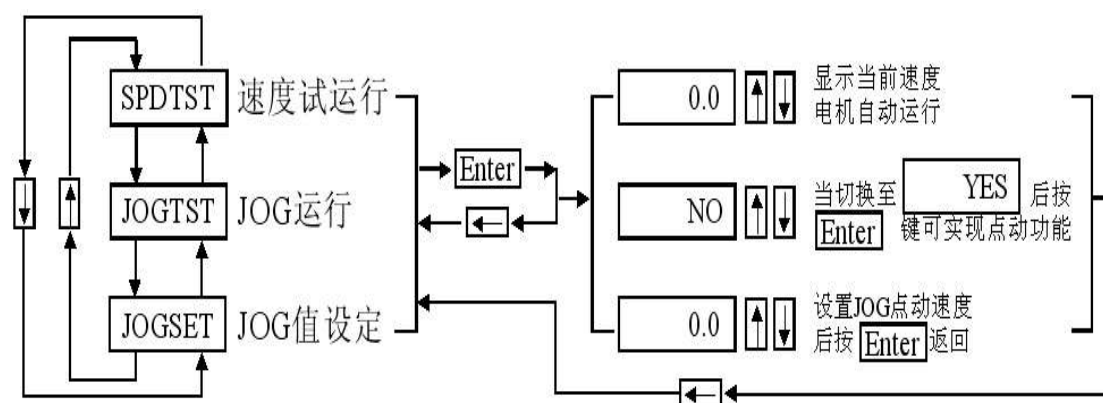 SPDTST 速度试运行
JOGTST JOG运行
JOGSET JOG值设定
Enter
0.0
显示当前速度
电机自动运行
NO
当切换至 YES 后按
Enter 键可实现点动功能
0.0
设置JOG点动速度
后按 Enter 返回